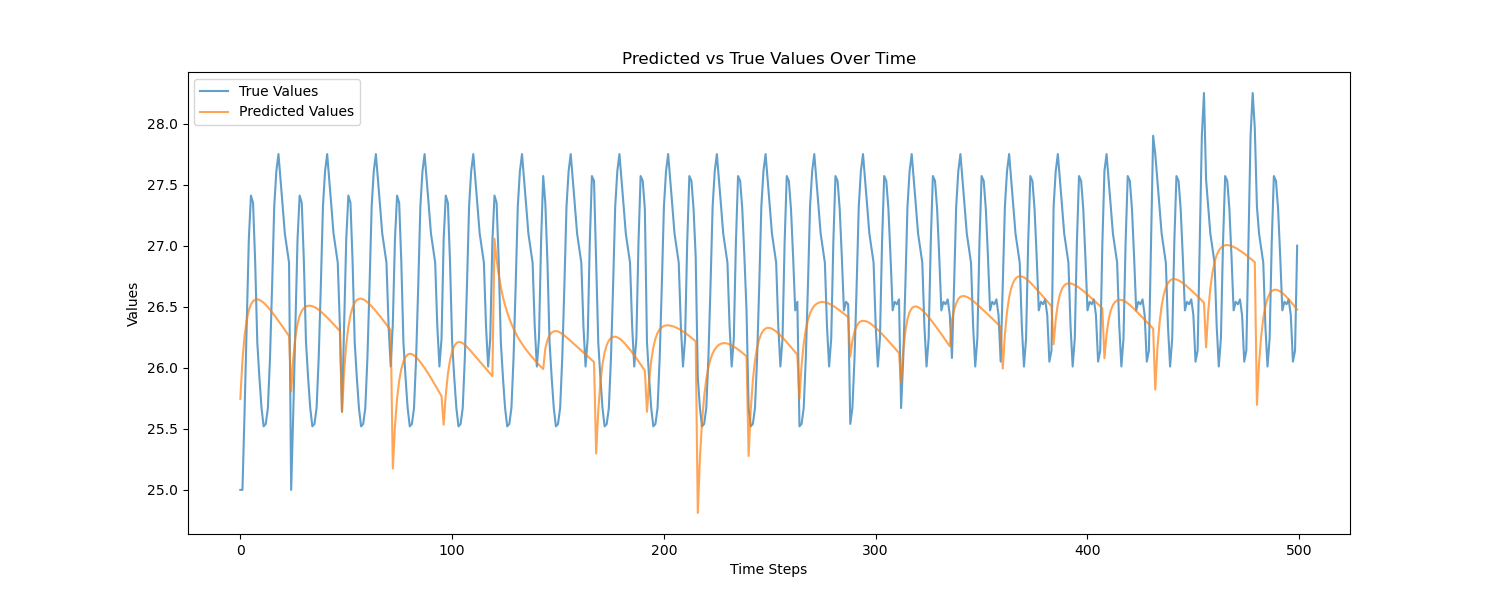 Predicted vs True Values Over Time
True Values
Predicted Values
Values
28.0
27.5
27.0
26.5
26.0
25.5
25.0
0
100
200
300
400
500
Time Steps